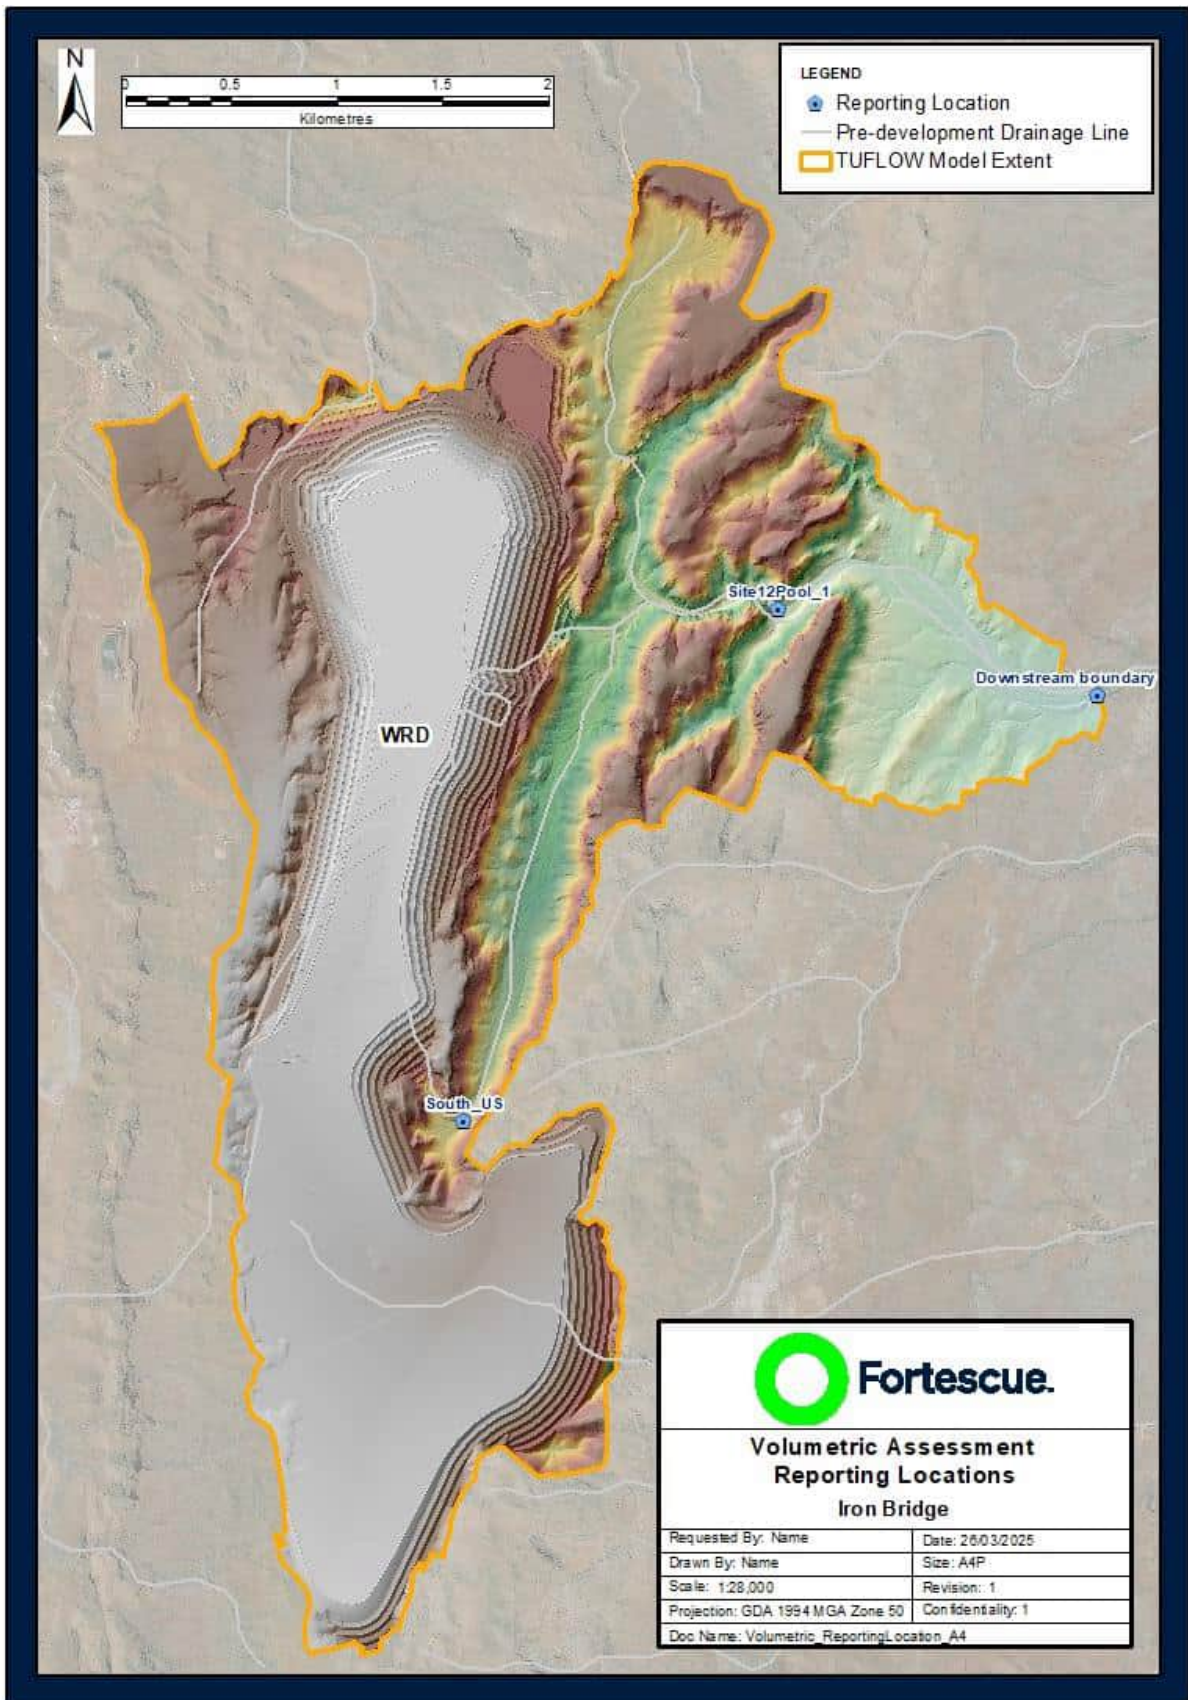 N
0 0.5 1 1.5 2
Kilometres
LEGEND
Reporting Location
Pre-development Drainage Line
TUFLOW Model Extent
Site12Pool_1
Downstream boundary
WRD
South_US
Fortescue.
Volumetric Assessment
Reporting Locations
Iron Bridge
Requested By: Name Date: 26/03/2025
Drawn By: Name Size: A4P
Scale: 1:28,000 Revision: 1
Projection: GDA 1994 MGA Zone 50 Confidentiality: 1
Doc Name: Volumetric_ReportingLocation_A4